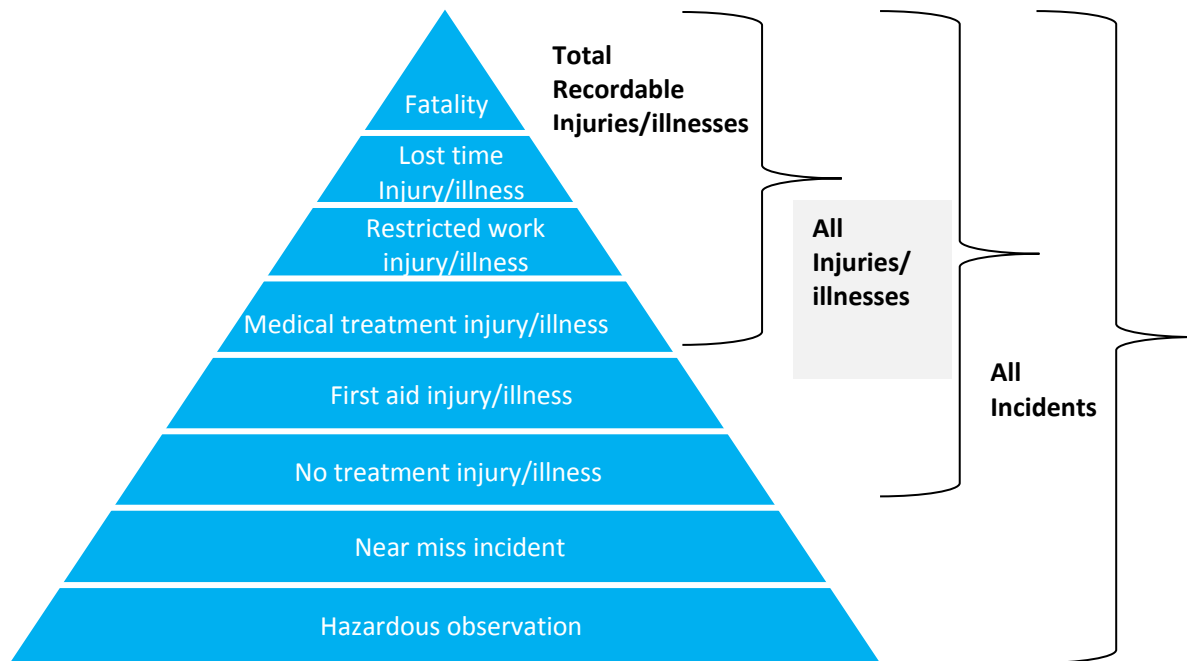 Fatality
Lost time
Injury/illness
Restricted work
injury/illness
Medical treatment injury/illness
First aid injury/illness
No treatment injury/illness
Near miss incident
Hazardous observation
Total
Recordable
Injuries/illnesses
All
Injuries/
illnesses
All
Incidents